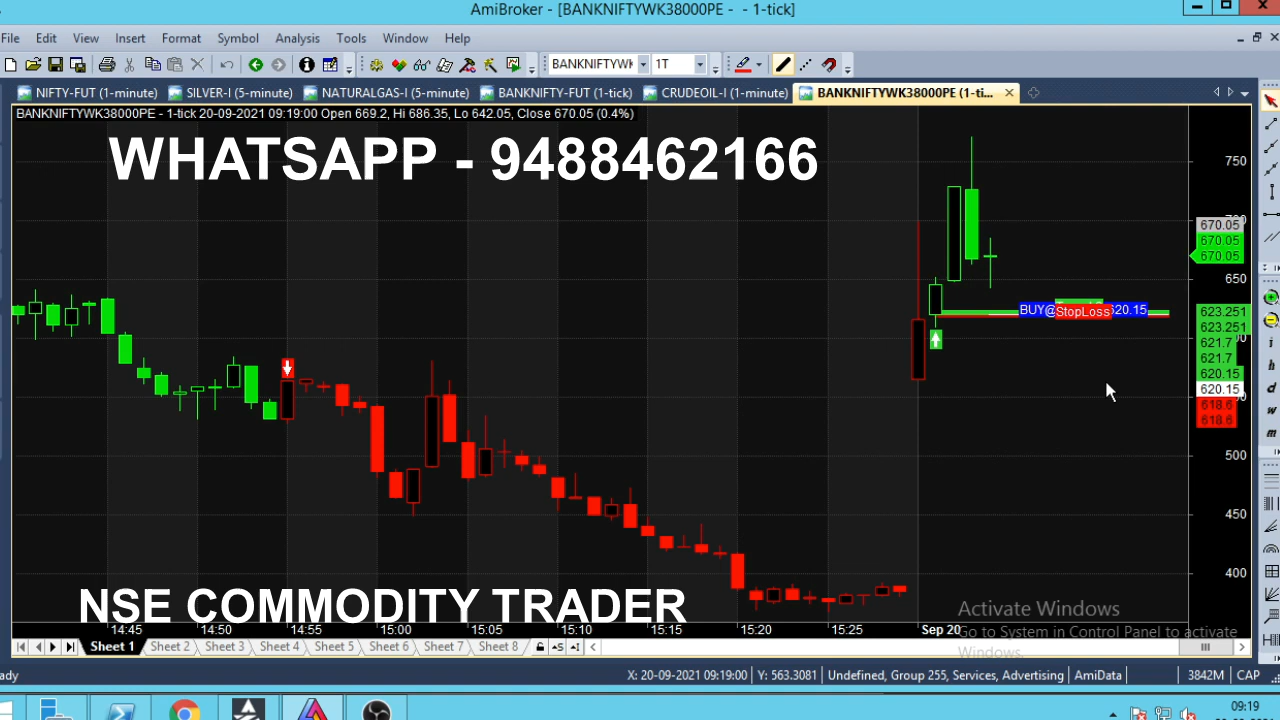 AmiBroker - [BANKNIFTYWK38000PE - - 1-tick]
File Edit View Insert Format Symbol Analysis Tools Window Help
BANKNIFTYWK 1T
NIFTY-FUT (1-minute) SILVER-I (5-minute) NATURALGAS-I (5-minute) BANKNIFTY-FUT (1-tick) CRUDEOIL-I (1-minute) BANKNIFTYWK38000PE (1-ti...
BANKNIFTYWK38000PE - 1-tick 20-09-2021 09:19:00 Open 669.2, Hi 686.35, Lo 642.05, Close 670.05 (0.4%)
WHATSAPP - 9488462166
750
670.05
670.05
670.05
650
BUY@ StopLoss 620.15
623.251
623.251
621.7
621.7
620.15
620.15
618.6
618.6
500
450
400
NSE COMMODITY TRADER
Activate Windows
Go to System in Control Panel to activate
Windows.
14:45 14:50 14:55 15:00 15:05 15:10 15:15 15:20 15:25 Sep 20
Sheet 1 Sheet 2 Sheet 3 Sheet 4 Sheet 5 Sheet 6 Sheet 7 Sheet 8
ady X: 20-09-2021 09:19:00 Y: 563.3081 Undefined, Group 255, Services, Advertising AmiData 3842M CAP
09:19